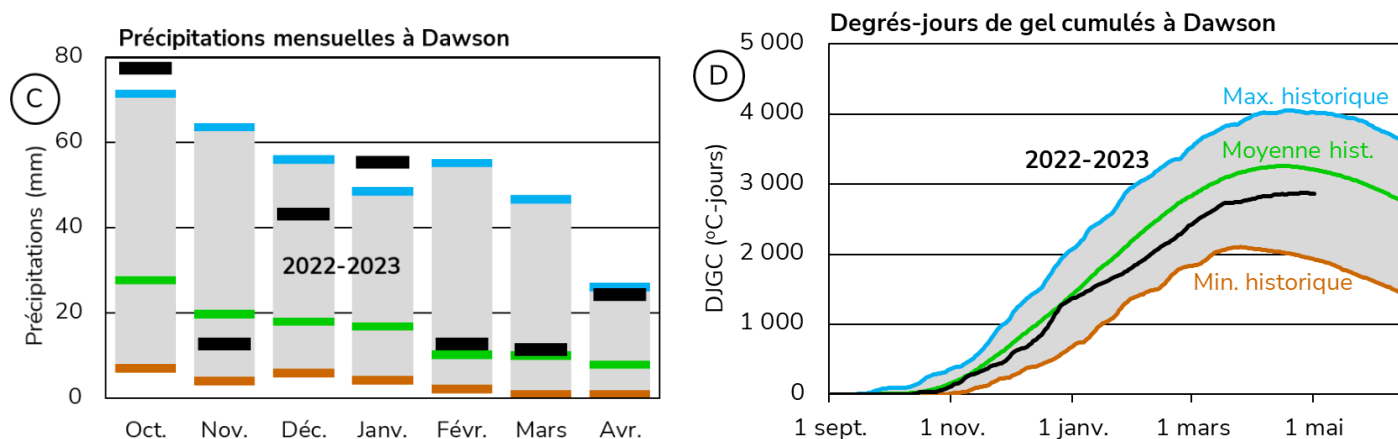 Précipitations mensuelles à Dawson
C
Précipitations (mm)
80
60
40
20
0
2022-2023
Oct. Nov. Déc. Janv. Févr. Mars Avr.
Degrés-jours de gel cumulés à Dawson
D
DJGC (ºC-jours)
5 000
4 000
3 000
2 000
1 000
0
Max. historique
2022-2023
Moyenne hist.
Min. historique
1 sept. 1 nov. 1 janv. 1 mars 1 mai